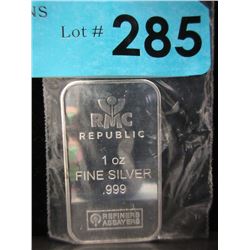 NS
Lot # 285
RMC
REPUBLIC
1 oz
FINE SILVER
.999
REFINERS
ASSAYERS